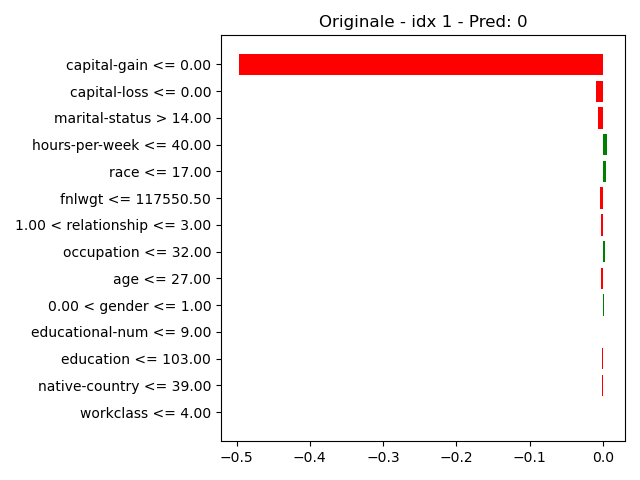 Originale - idx 1 - Pred: 0
capital-gain <= 0.00
capital-loss <= 0.00
marital-status > 14.00
hours-per-week <= 40.00
race <= 17.00
fnlwgt <= 117550.50
1.00 < relationship <= 3.00
occupation <= 32.00
age <= 27.00
0.00 < gender <= 1.00
educational-num <= 9.00
education <= 103.00
native-country <= 39.00
workclass <= 4.00
−0.5 −0.4 −0.3 −0.2 −0.1 0.0